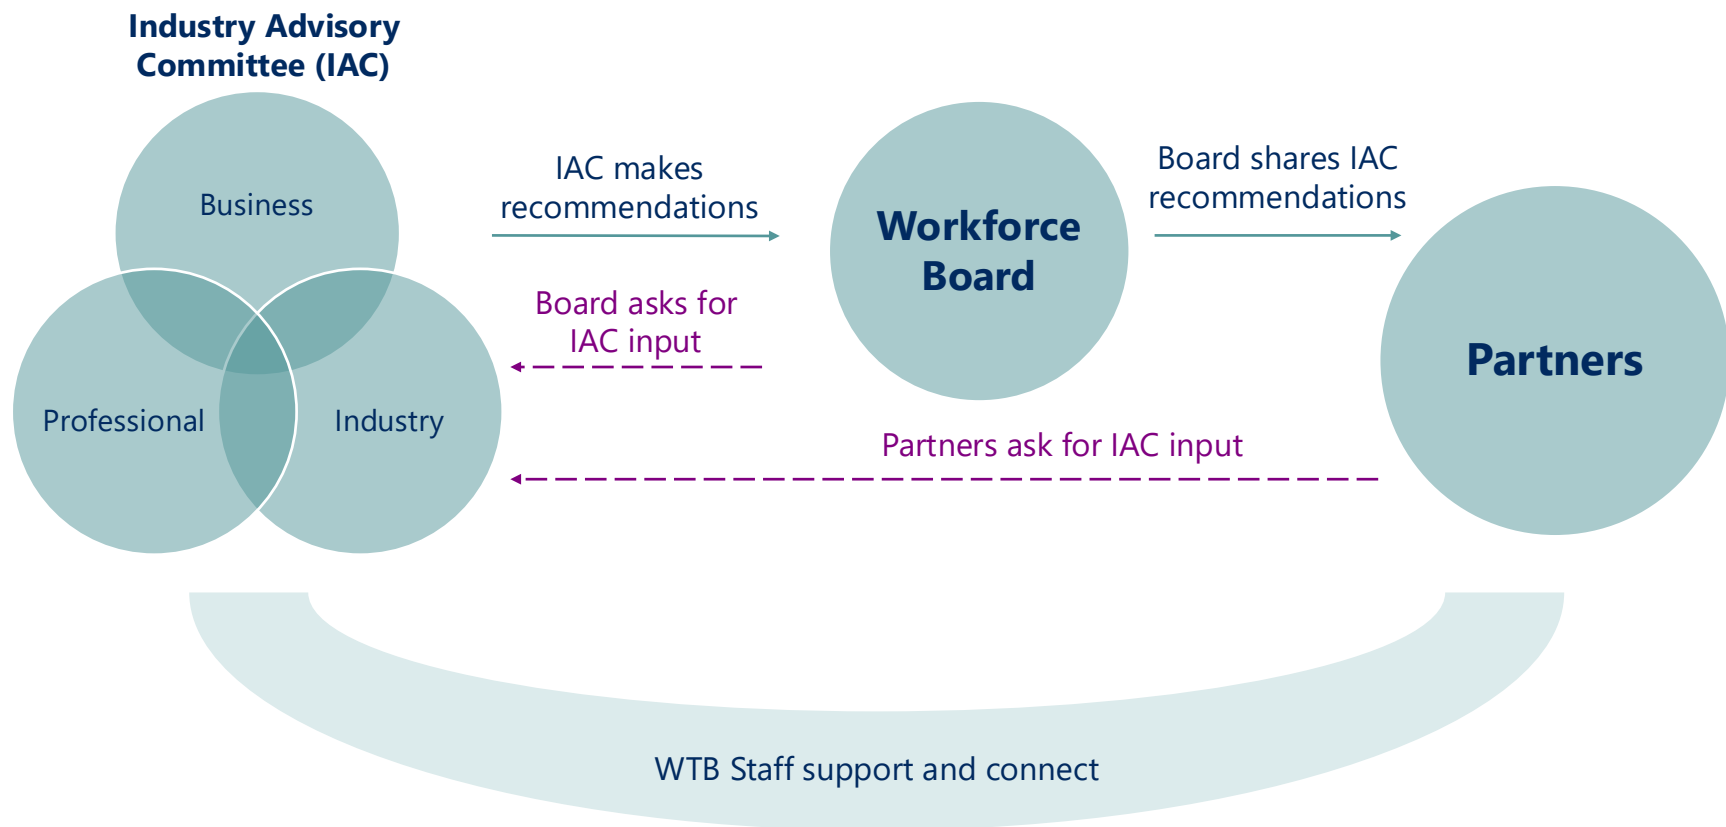 Industry Advisory
Committee (IAC)
Business
Professional
Industry
IAC makes
recommendations
Board asks for
IAC input
Workforce
Board
Board shares IAC
recommendations
Partners
Partners ask for IAC input
WTB Staff support and connect